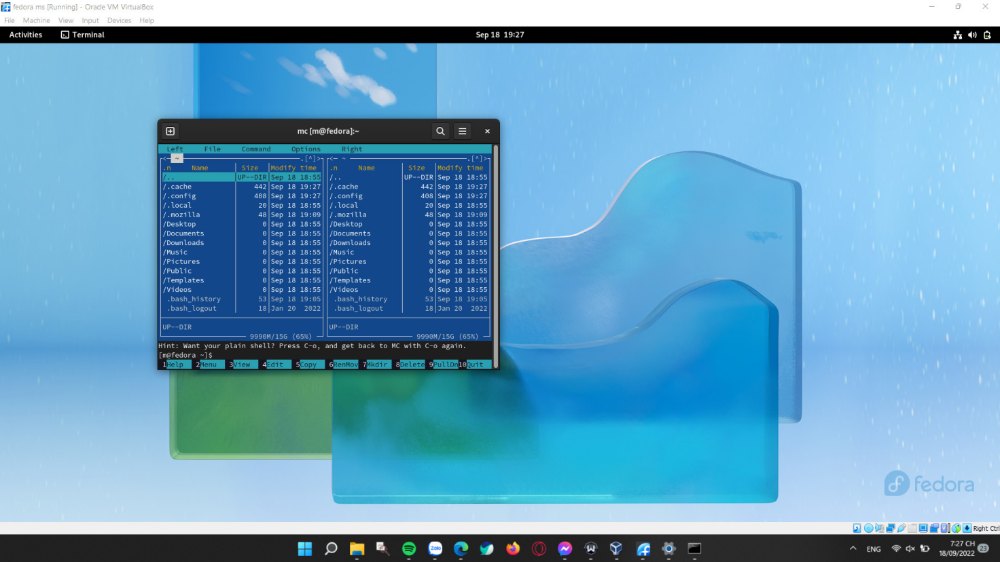 fedora ms [Running] - Oracle VM VirtualBox
File Machine View Input Devices Help
Activities Terminal Sep 18 19:27
mc [m@fedora]:~
Left File Command Options Right
<─ ~ ─.[^]> <─ ~ ─.[^]>
.n Name Size Modify time .n Name Size Modify time
/.. UP--DIR Sep 18 18:55 /.. UP--DIR Sep 18 18:55
/.cache 442 Sep 18 19:27 /.cache 442 Sep 18 19:27
/.config 408 Sep 18 19:27 /.config 408 Sep 18 19:27
/.local 20 Sep 18 18:55 /.local 20 Sep 18 18:55
/.mozilla 48 Sep 18 19:09 /.mozilla 48 Sep 18 19:09
/Desktop 0 Sep 18 18:55 /Desktop 0 Sep 18 18:55
/Documents 0 Sep 18 18:55 /Documents 0 Sep 18 18:55
/Downloads 0 Sep 18 18:55 /Downloads 0 Sep 18 18:55
/Music 0 Sep 18 18:55 /Music 0 Sep 18 18:55
/Pictures 0 Sep 18 18:55 /Pictures 0 Sep 18 18:55
/Public 0 Sep 18 18:55 /Public 0 Sep 18 18:55
/Templates 0 Sep 18 18:55 /Templates 0 Sep 18 18:55
/Videos 0 Sep 18 18:55 /Videos 0 Sep 18 18:55
.bash_history 53 Sep 18 19:05 .bash_history 53 Sep 18 19:05
.bash_logout 18 Jan 20 2022 .bash_logout 18 Jan 20 2022
UP--DIR UP--DIR
9990M/15G (65%) 9990M/15G (65%)
Hint: Want your plain shell? Press C-o, and get back to MC with C-o again.
[m@fedora ~]$
1Help 2Menu 3View 4Edit 5Copy 6RenMov 7Mkdir 8Delete 9PullDn 10Quit
fedora
Right Ctrl
Zalo
ENG 7:27 CH
18/09/2022 23